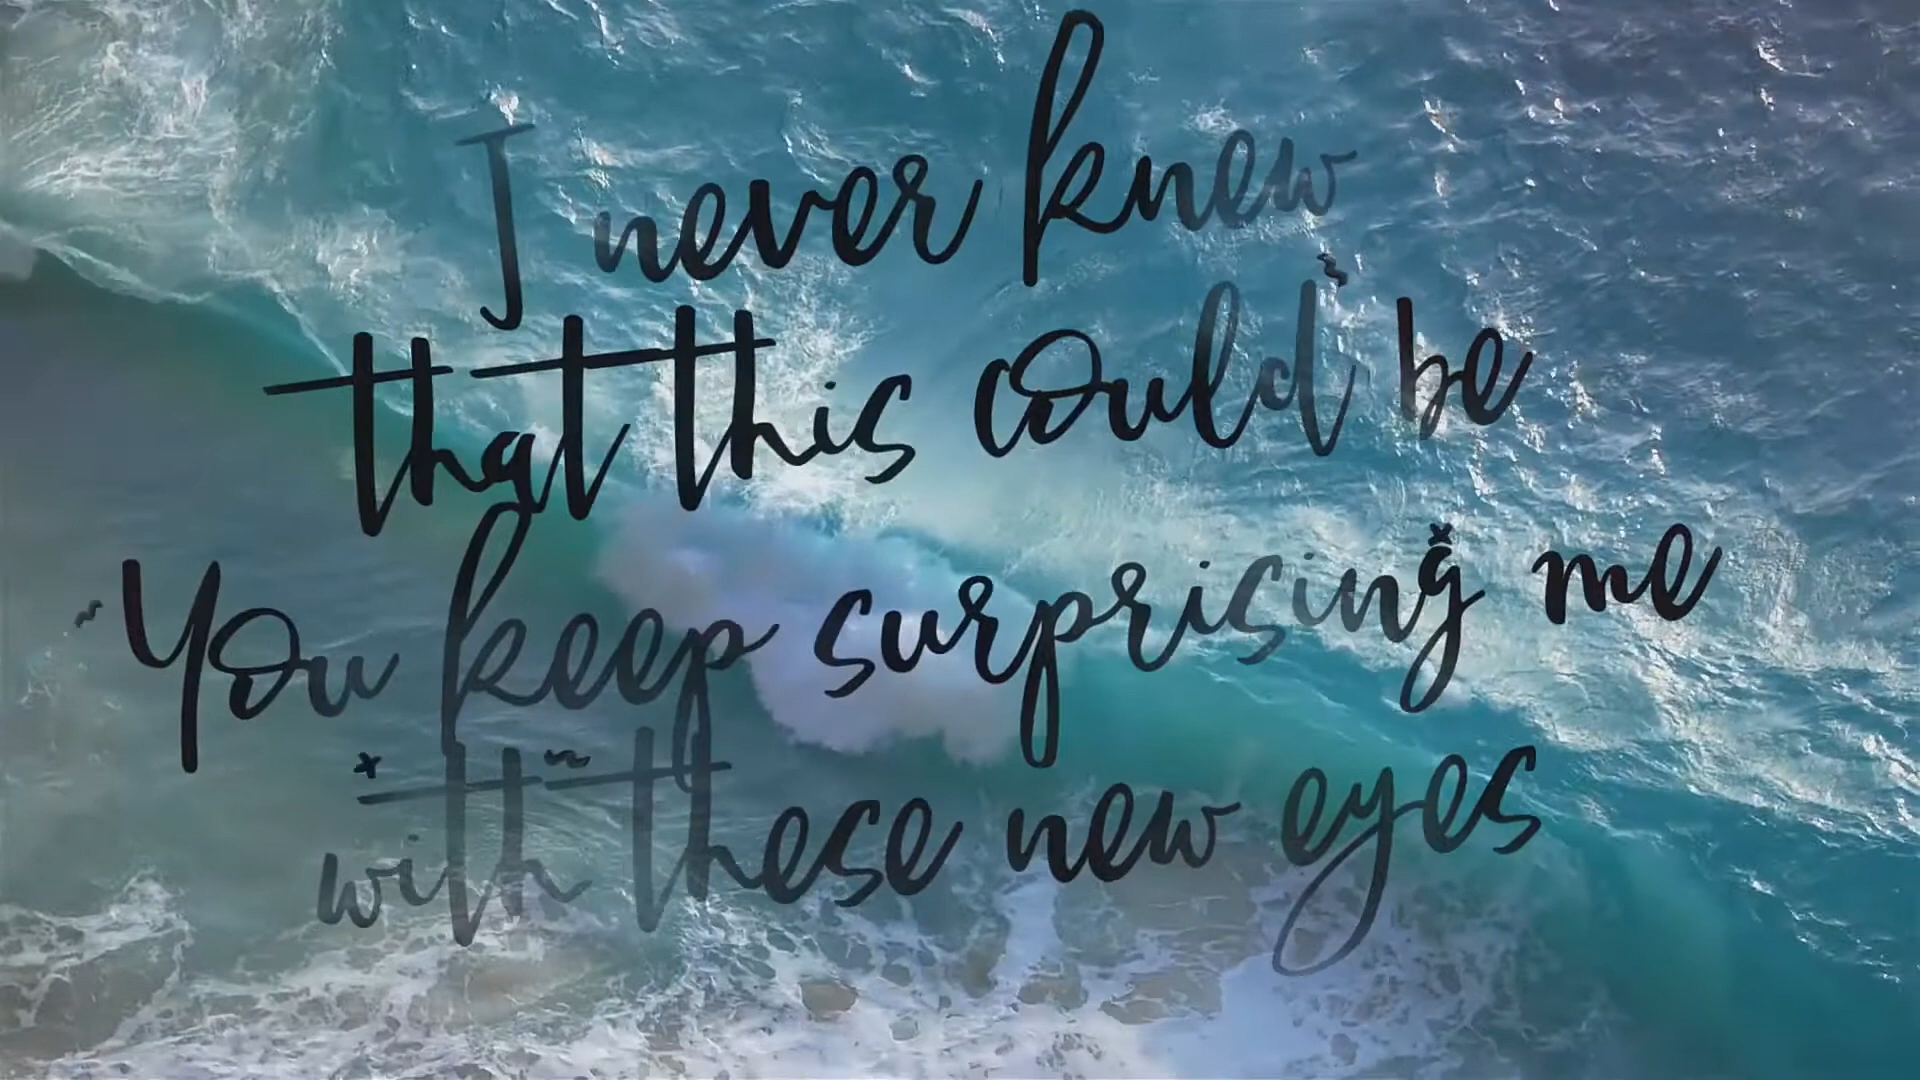 I never knew
that this could be
You keep surprising me
with these new eyes